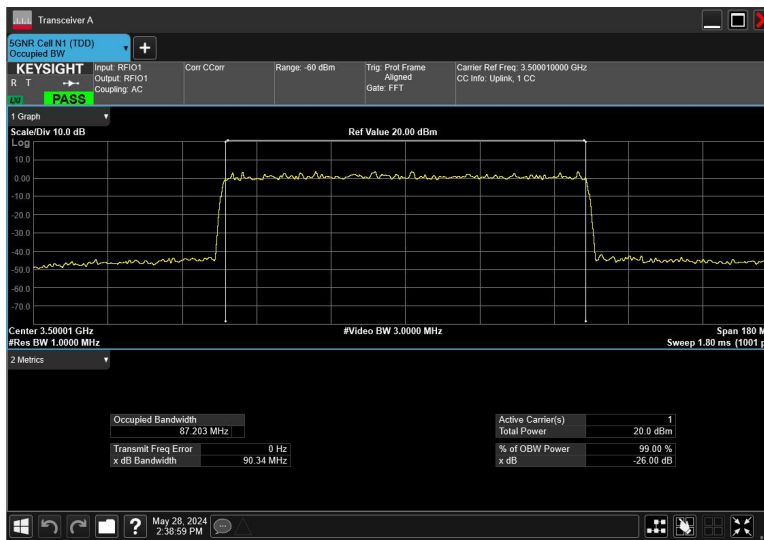 Transceiver A
5GNR Cell N1 (TDD)
Occupied BW
KEYSIGHT
R T
LXI
PASS
Input: RFIO1
Output: RFIO1
Coupling: AC
Corr CCorr
Range: -60 dBm
Trig: Prot Frame
Aligned
Gate: FFT
Carrier Ref Freq: 3.500010000 GHz
CC Info: Uplink, 1 CC
1 Graph
Scale/Div 10.0 dB
Ref Value 20.00 dBm
Log
10.0
0.00
-10.0
-20.0
-30.0
-40.0
-50.0
-60.0
-70.0
Center 3.50001 GHz
#Video BW 3.0000 MHz
Span 180 M
#Res BW 1.0000 MHz
Sweep 1.80 ms (1001 p
2 Metrics
Occupied Bandwidth
87.203 MHz
Transmit Freq Error 0 Hz
x dB Bandwidth 90.34 MHz
Active Carrier(s) 1
Total Power 20.0 dBm
% of OBW Power 99.00 %
x dB -26.00 dB
May 28, 2024
2:38:59 PM